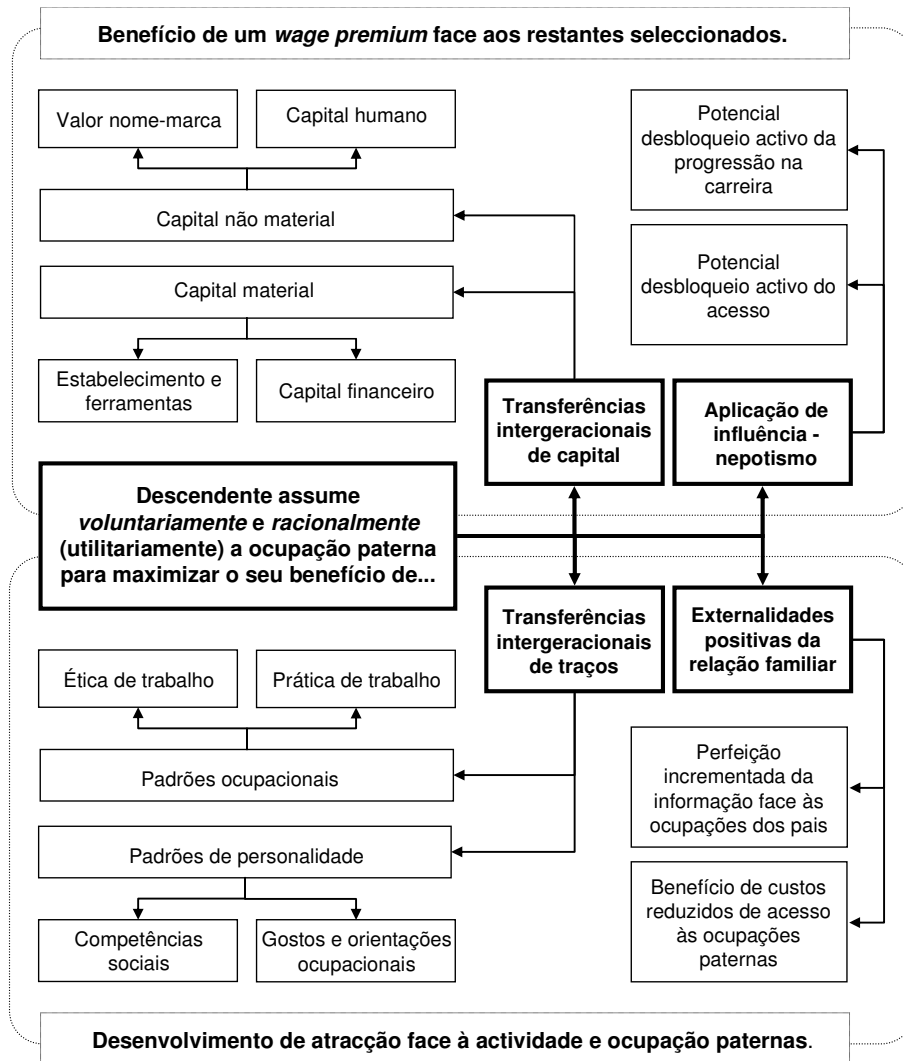 Benefício de um wage premium face aos restantes seleccionados.
Valor nome-marca
Capital humano
Capital não material
Capital material
Estabelecimento e
ferramentas
Capital financeiro
Potencial
desbloqueio activo da
progressão na
carreira
Potencial
desbloqueio activo do
acesso
Transferências
intergeracionais
de capital
Aplicação de
influência -
nepotismo
Descendente assume
voluntariamente e racionalmente
(utilitariamente) a ocupação paterna
para maximizar o seu benefício de...
Transferências
intergeracionais
de traços
Externalidades
positivas da
relação familiar
Ética de trabalho
Prática de trabalho
Padrões ocupacionais
Padrões de personalidade
Competências
sociais
Gostos e orientações
ocupacionais
Perfeição
incrementada da
informação face às
ocupações dos pais
Benefício de custos
reduzidos de acesso
às ocupações
paternas
Desenvolvimento de atracção face à actividade e ocupação paternas.